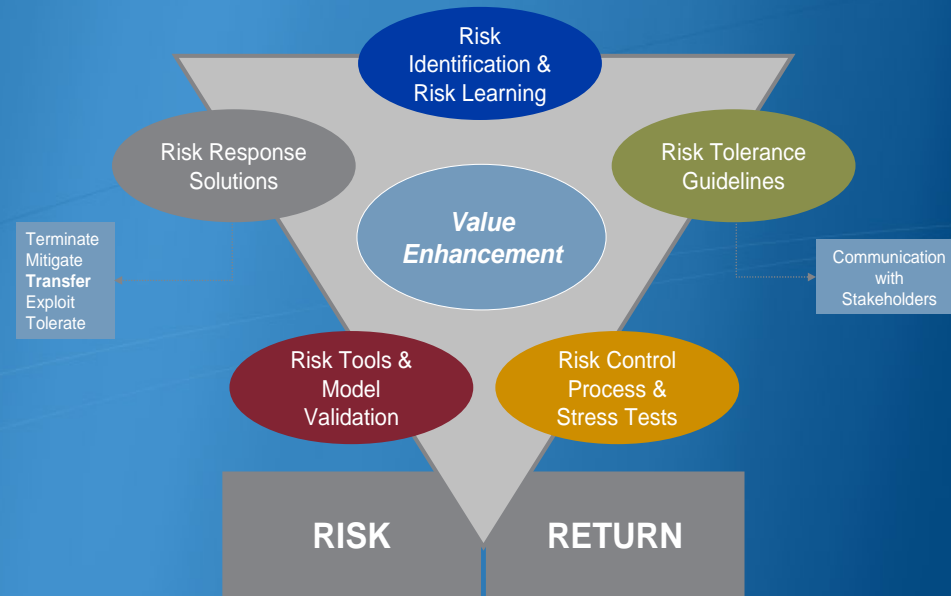 Risk
Identification &
Risk Learning
Risk Response
Solutions
Risk Tolerance
Guidelines
Value
Enhancement
Terminate
Mitigate
Transfer
Exploit
Tolerate
Communication
with
Stakeholders
Risk Tools &
Model
Validation
Risk Control
Process &
Stress Tests
RISK
RETURN